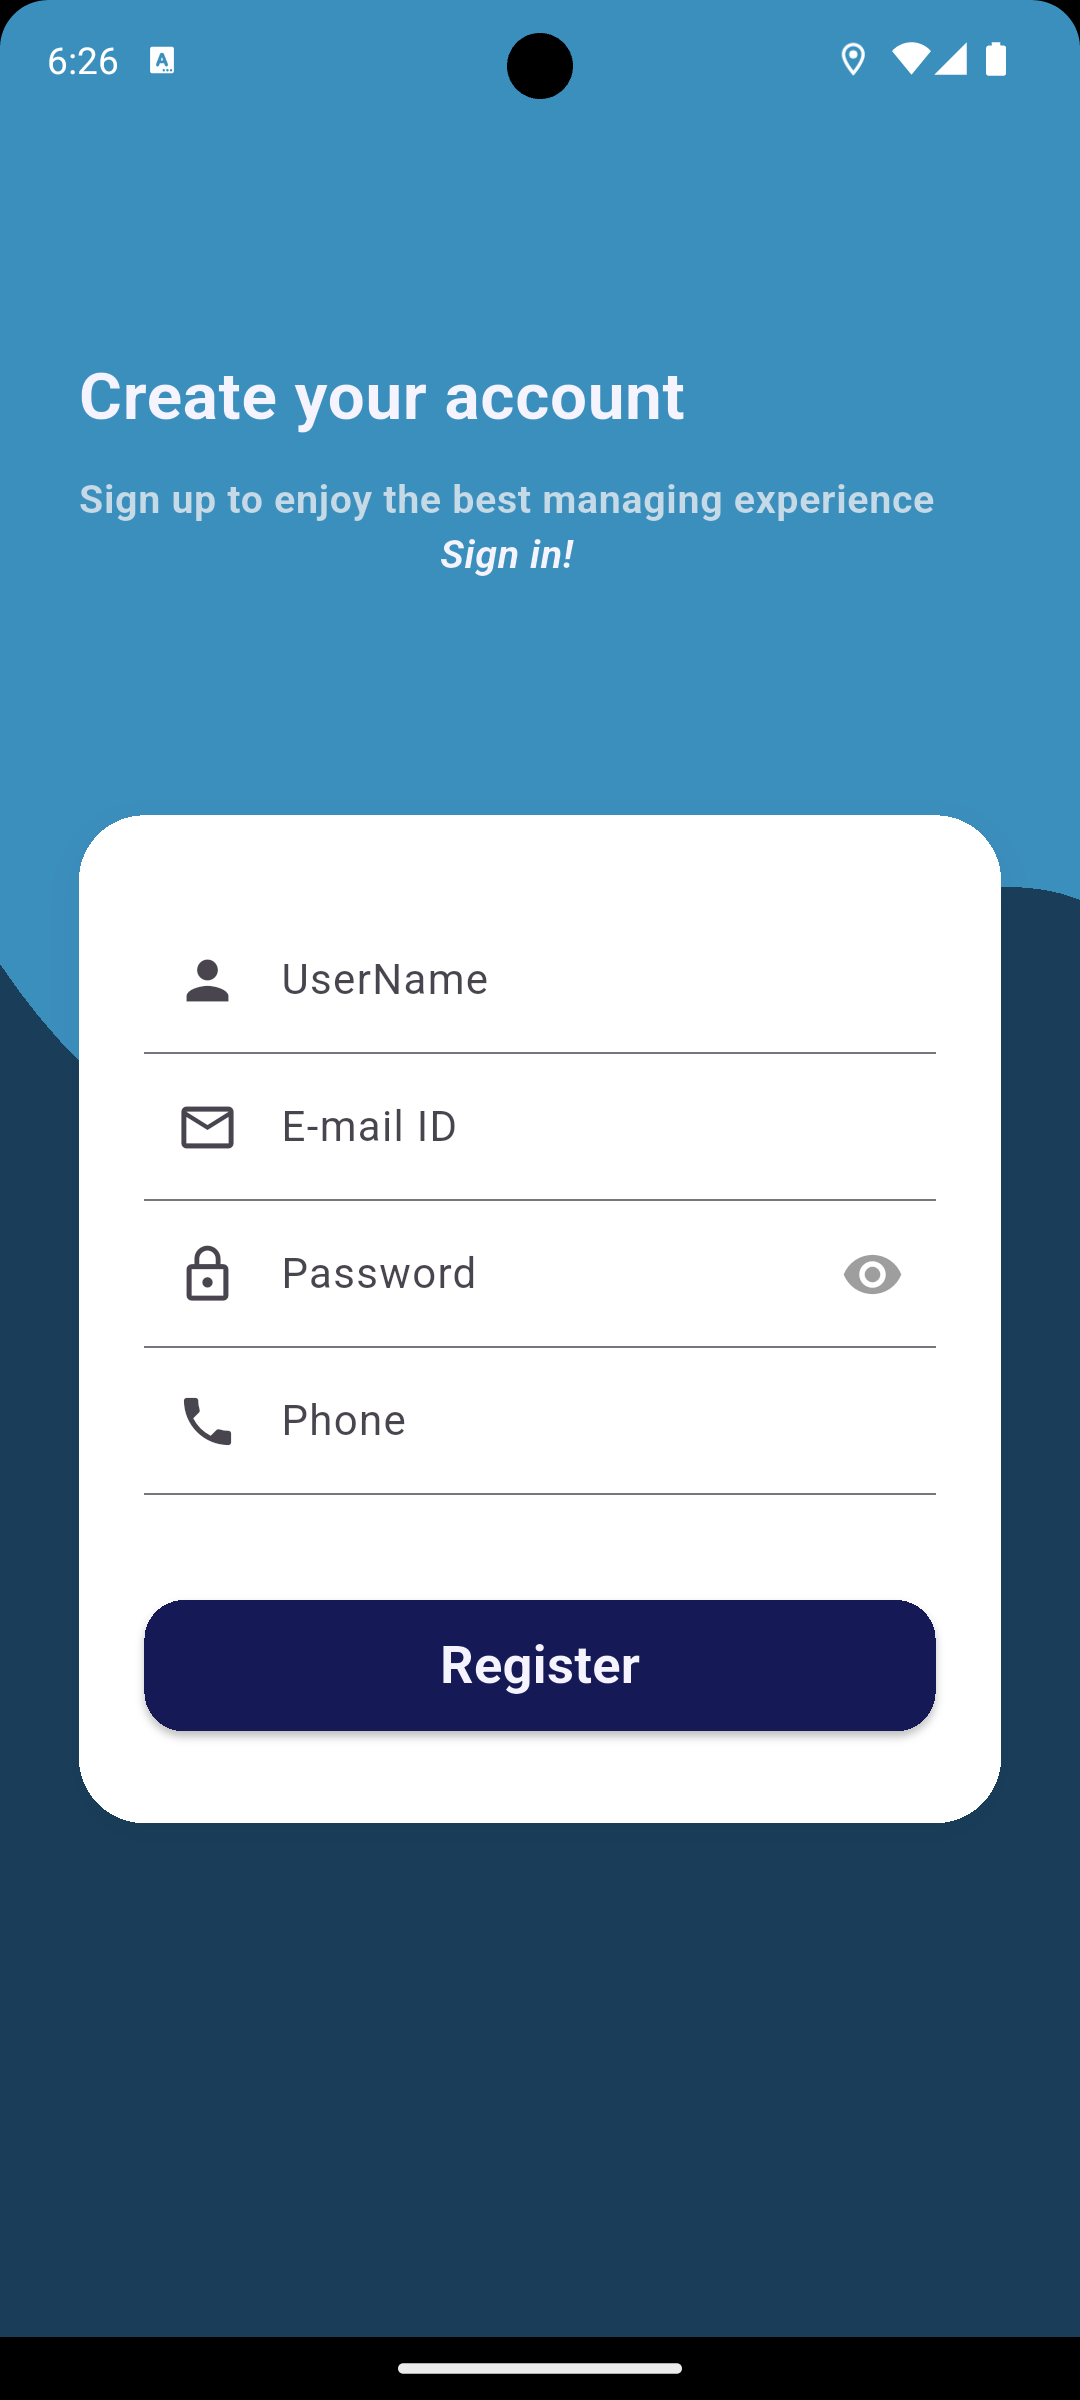 6:26
Create your account
Sign up to enjoy the best managing experience
Sign in!
UserName
E-mail ID
Password
Phone
Register